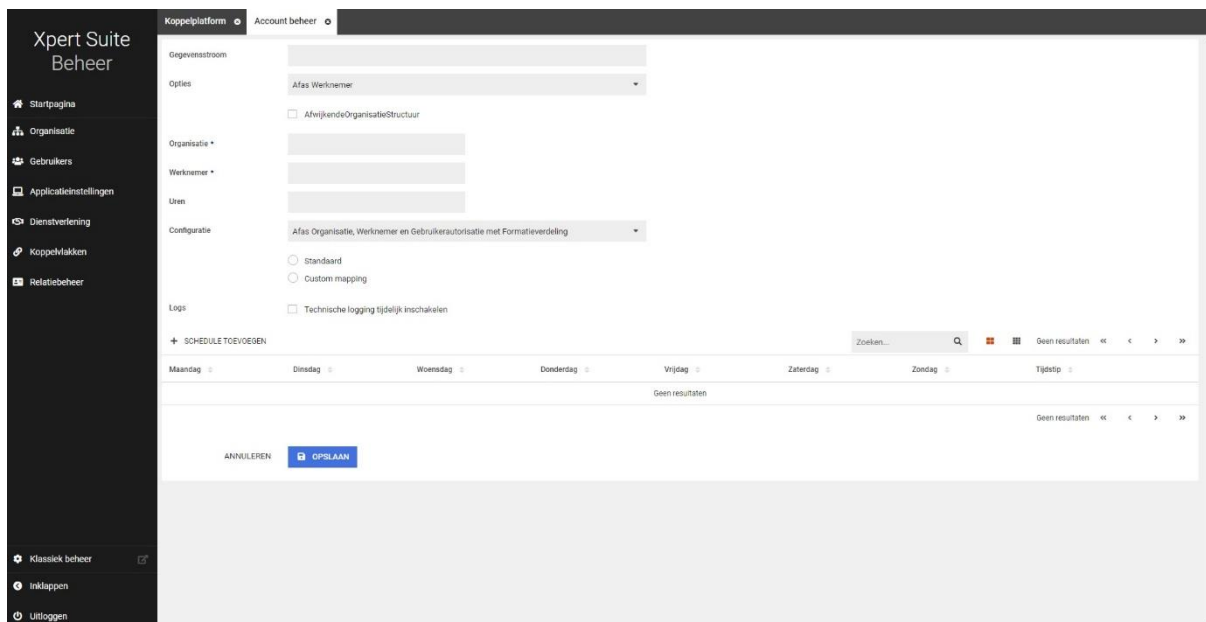 Xpert Suite
Beheer
Startpagina
Organisatie
Gebruikers
Applicatieinstellingen
Dienstverlening
Koppelvlakken
Relatiebeheer
Klassiek beheer
Inklappen
Uitloggen
Koppelplatform Account beheer
Gegevensstroom
Opties Afas Werknemer
AfwijkendeOrganisatieStructuur
Organisatie *
Werknemer *
Uren
Configuratie Afas Organisatie, Werknemer en Gebruikerautorisatie met Formatieverdeling
Standaard
Custom mapping
Logs Technische logging tijdelijk inschakelen
+ SCHEDULE TOEVOEGEN Zoeken... Geen resultaten « ‹ › »
Maandag Dinsdag Woensdag Donderdag Vrijdag Zaterdag Zondag Tijdstip
Geen resultaten
Geen resultaten « ‹ › »
ANNULEREN OPSLAAN